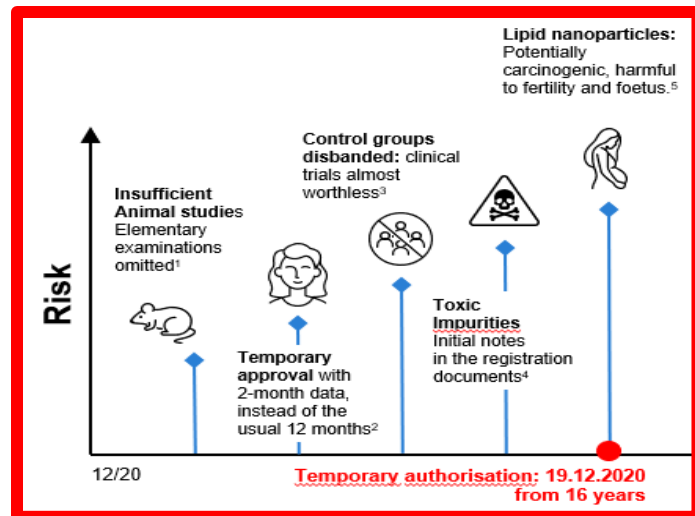 Lipid nanoparticles:
Potentially
carcinogenic, harmful
to fertility and foetus.⁵
Control groups
disbanded: clinical
trials almost
worthless³
Insufficient
Animal studies
Elementary
examinations
omitted¹
Risk
Toxic
Impurities
Initial notes
in the registration
documents⁴
Temporary
approval with
2-month data,
instead of the
usual 12 months²
12/20
Temporary authorisation: 19.12.2020
from 16 years